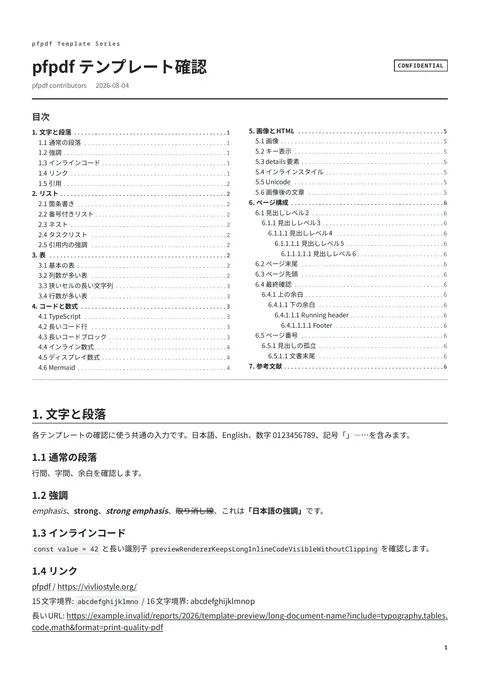 pfpdf Template Series
pfpdf テンプレート確認
CONFIDENTIAL
pfpdf contributors 2026-08-04
目次
1. 文字と段落 1
1.1 通常の段落 1
1.2 強調 1
1.3 インラインコード 1
1.4 リンク 1
1.5 引用 2
2. リスト 2
2.1 箇条書き 2
2.2 番号付きリスト 2
2.3 ネスト 2
2.4 タスクリスト 2
2.5 引用内の強調 2
3. 表 2
3.1 基本の表 2
3.2 列数が多い表 2
3.3 狭いセルの長い文字列 3
3.4 行数が多い表 3
4. コードと数式 3
4.1 TypeScript 3
4.2 長いコード行 3
4.3 長いコードブロック 3
4.4 インライン数式 4
4.5 ディスプレイ数式 4
4.6 Mermaid 4
5. 画像と HTML 5
5.1 画像 5
5.2 キー表示 5
5.3 details 要素 5
5.4 インラインスタイル 5
5.5 Unicode 5
5.6 画像後の文章 5
6. ページ構成 6
6.1 見出しレベル 2 6
6.1.1 見出しレベル 3 6
6.1.1.1 見出しレベル 4 6
6.1.1.1.1 見出しレベル 5 6
6.1.1.1.1.1 見出しレベル 6 6
6.2 ページ末尾 6
6.3 ページ先頭 6
6.4 最終確認 6
6.4.1 上の余白 6
6.4.1.1 下の余白 6
6.4.1.1.1 Running header 6
6.4.1.1.1.1 Footer 6
6.5 ページ番号 6
6.5.1 見出しの孤立 6
6.5.1.1 文書末尾 6
7. 参考文献 6
1. 文字と段落
各テンプレートの確認に使う共通の入力です。日本語、English、数字 0123456789、記号「」―…を含みます。
1.1 通常の段落
行間、字間、余白を確認します。
1.2 強調
emphasis、strong、strong emphasis、取り消し線、これは「日本語の強調」です。
1.3 インラインコード
const value = 42 と長い識別子 previewRendererKeepsLongInlineCodeVisibleWithoutClipping を確認します。
1.4 リンク
pfpdf / https://vivliostyle.org/
15文字境界: abcdefghijklmno / 16文字境界: abcdefghijklmnop
長いURL: https://example.invalid/reports/2026/template-preview/long-document-name?include=typography,tables,
code,math&format=print-quality-pdf
1